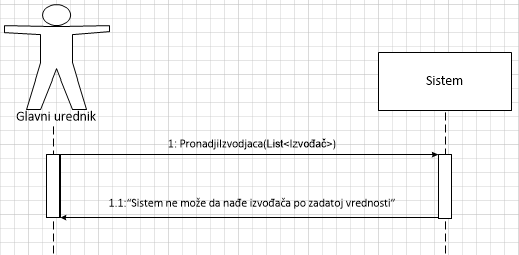 Glavni urednik
Sistem
1: PronadjiIzvodjaca(List<Izvođač>)
1.1:“Sistem ne može da nađe izvođača po zadatoj vrednosti“